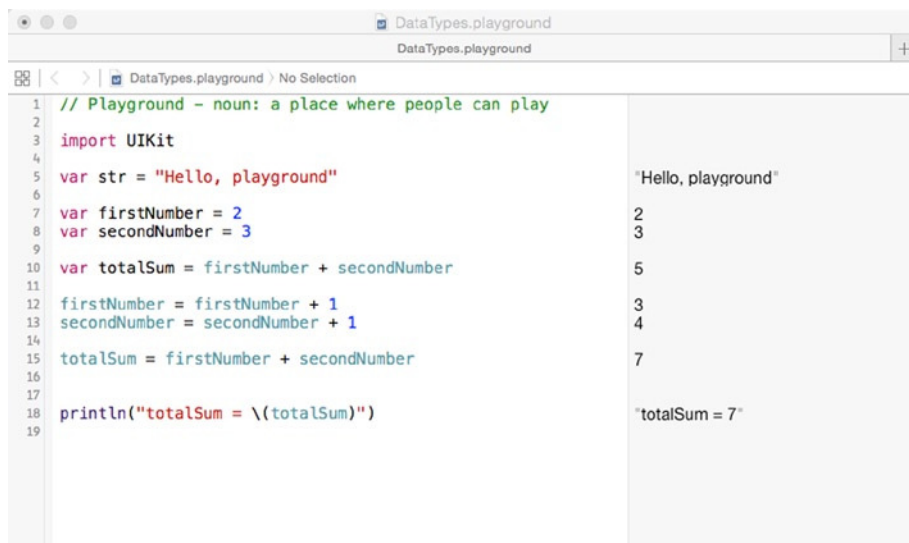 DataTypes.playground
DataTypes.playground +
DataTypes.playground 〉 No Selection
1 // Playground – noun: a place where people can play
2
3 import UIKit
4
5 var str = "Hello, playground" "Hello, playground"
6
7 var firstNumber = 2 2
8 var secondNumber = 3 3
9
10 var totalSum = firstNumber + secondNumber 5
11
12 firstNumber = firstNumber + 1 3
13 secondNumber = secondNumber + 1 4
14
15 totalSum = firstNumber + secondNumber 7
16
17
18 println("totalSum = \(totalSum)") "totalSum = 7"
19